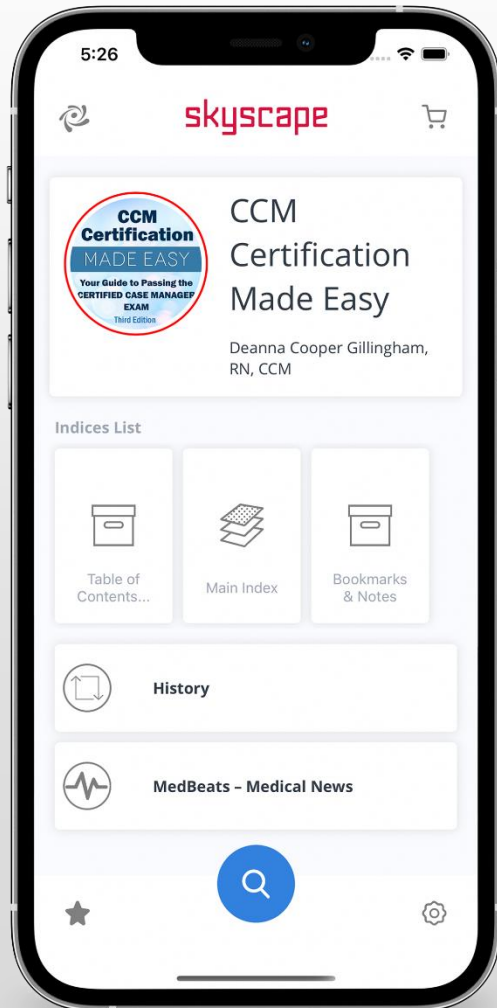 5:26
skyscape
CCM
Certification
MADE EASY
Your Guide to Passing the
CERTIFIED CASE MANAGER
EXAM
Third Edition
CCM
Certification
Made Easy
Deanna Cooper Gillingham,
RN, CCM
Indices List
Table of
Contents...
Main Index
Bookmarks
& Notes
History
MedBeats – Medical News